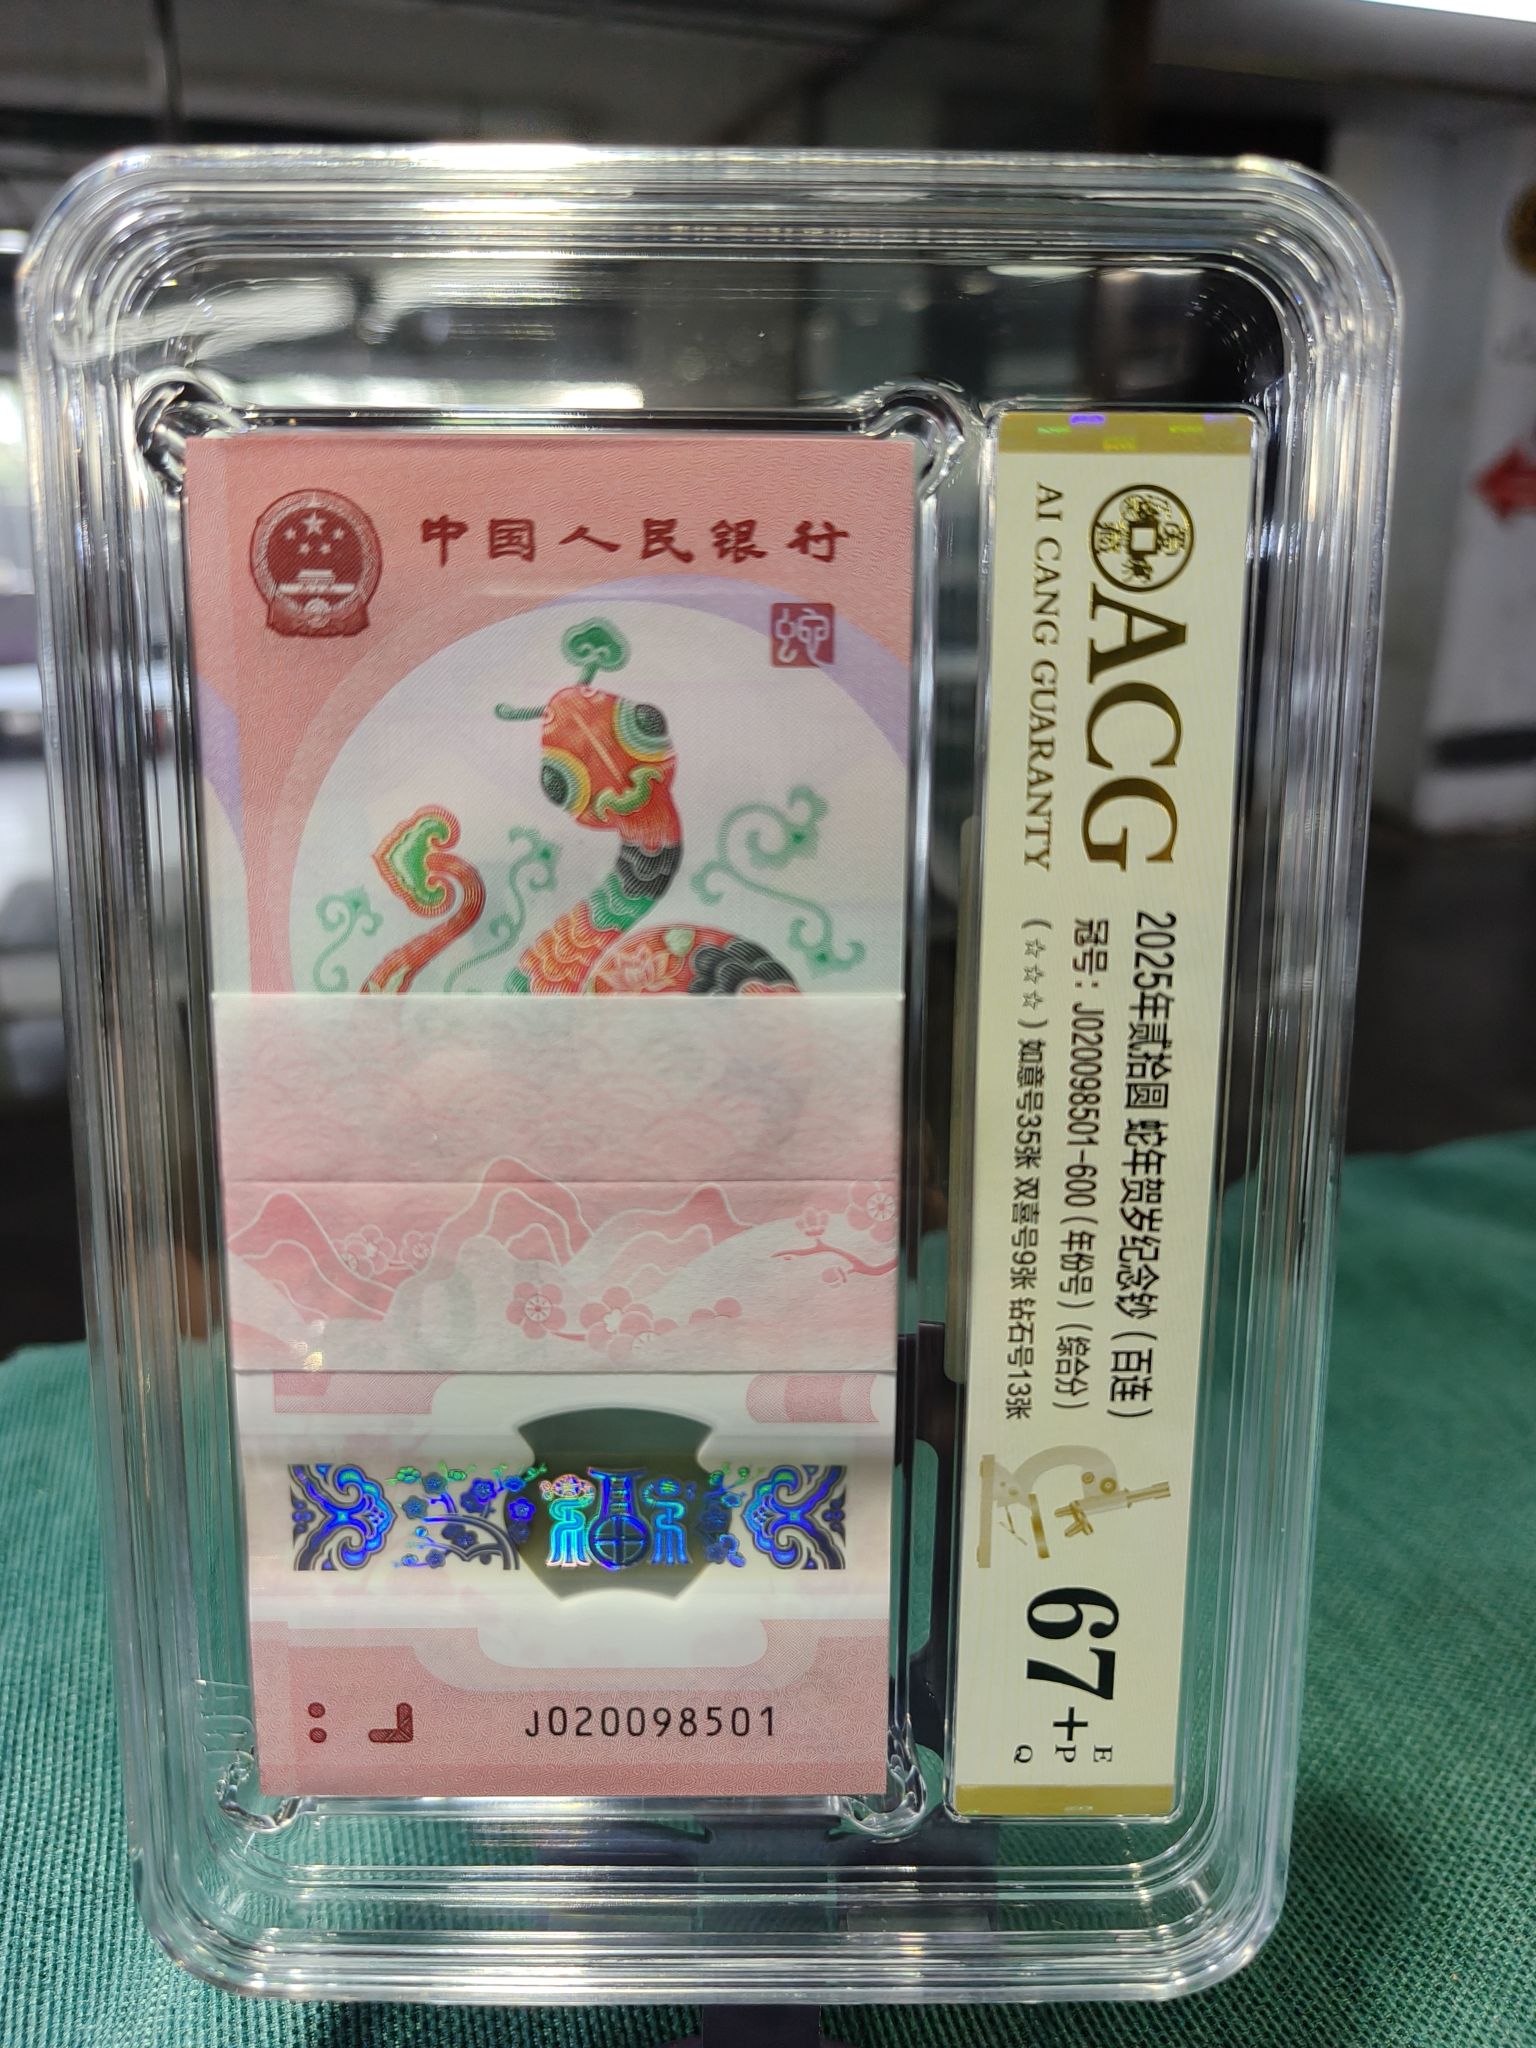 中国人民银行
蛇
J020098501
ACG
AI CANG GUARANTY
2025年贰拾圆 蛇年贺岁纪念钞（百连）
冠号：J020098501-600（年份号）（综合分）
（☆☆☆）如意号35张 双喜号9张 钻石号13张
67+
E
P
Q